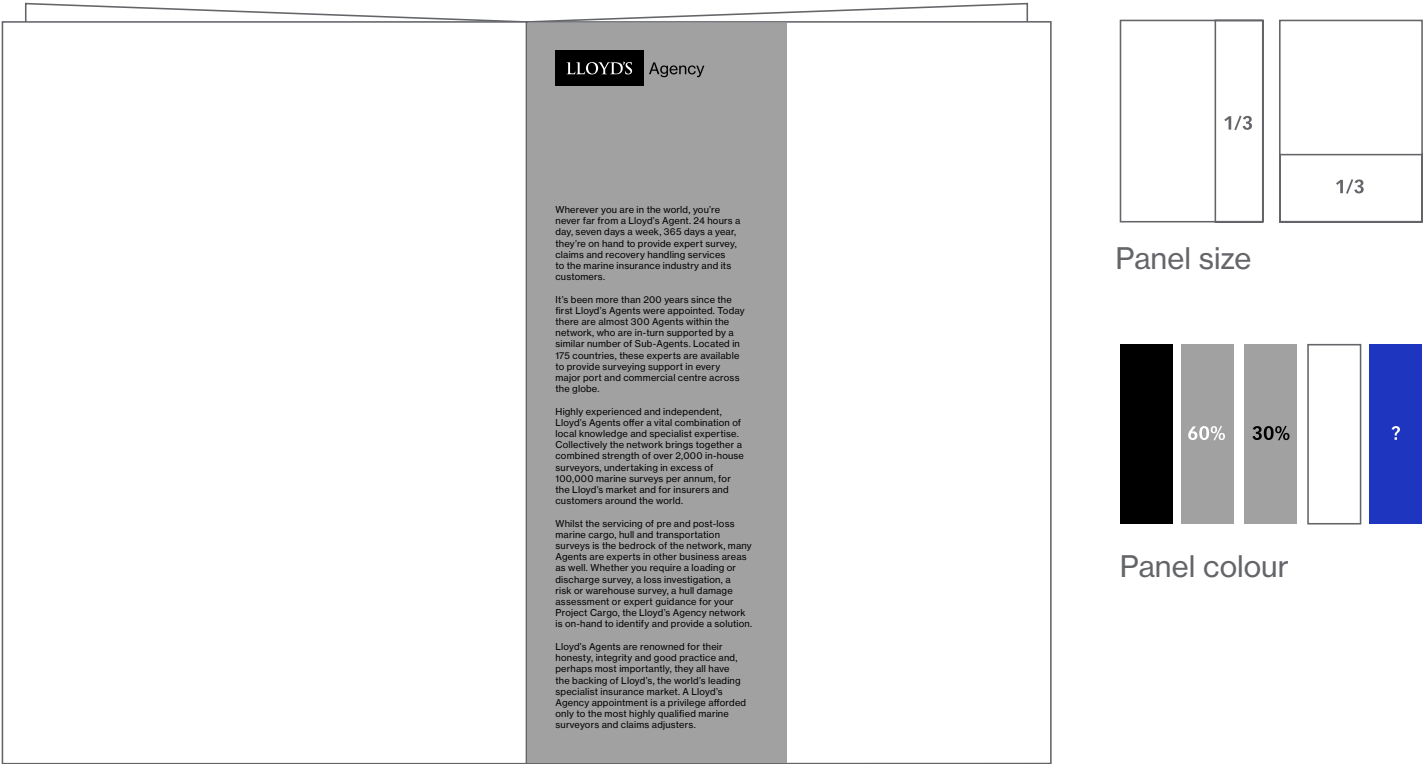 LLOYD'S Agency
Wherever you are in the world, you're
never far from a Lloyd's Agent. 24 hours a
day, seven days a week, 365 days a year,
they're on hand to provide expert survey,
claims and recovery handling services
to the marine insurance industry and its
customers.
It's been more than 200 years since the
first Lloyd's Agents were appointed. Today
there are almost 300 Agents within the
network, who are in-turn supported by a
similar number of Sub-Agents. Located in
175 countries, these experts are available
to provide surveying support in every
major port and commercial centre across
the globe.
Highly experienced and independent,
Lloyd's Agents offer a vital combination of
local knowledge and specialist expertise.
Collectively the network brings together a
combined strength of over 2,000 in-house
surveyors, undertaking in excess of
100,000 marine surveys per annum, for
the Lloyd's market and for insurers and
customers around the world.
Whilst the servicing of pre and post-loss
marine cargo, hull and transportation
surveys is the bedrock of the network, many
Agents are experts in other business areas
as well. Whether you require a loading or
discharge survey, a loss investigation, a
risk or warehouse survey, a hull damage
assessment or expert guidance for your
Project Cargo, the Lloyd's Agency network
is on-hand to identify and provide a solution.
Lloyd's Agents are renowned for their
honesty, integrity and good practice and,
perhaps most importantly, they all have
the backing of Lloyd's, the world's leading
specialist insurance market. A Lloyd's
Agency appointment is a privilege afforded
only to the most highly qualified marine
surveyors and claims adjusters.
1/3
1/3
Panel size
60%
30%
?
Panel colour